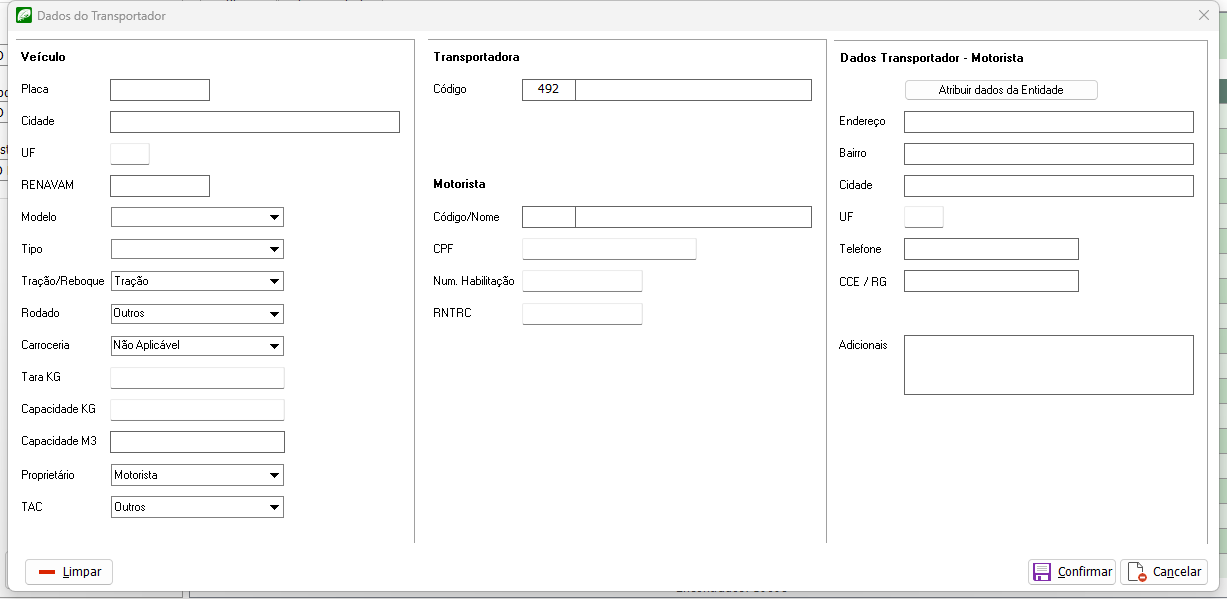 Dados do Transportador
Veículo
Placa
Cidade
UF
RENAVAM
Modelo
Tipo
Tração/Reboque Tração
Rodado Outros
Carroceria Não Aplicável
Tara KG
Capacidade KG
Capacidade M3
Proprietário Motorista
TAC Outros
Transportadora
Código 492
Motorista
Código/Nome
CPF
Num. Habilitação
RNTRC
Dados Transportador - Motorista
Atribuir dados da Entidade
Endereço
Bairro
Cidade
UF
Telefone
CCE / RG
Adicionais
Limpar
Confirmar
Cancelar